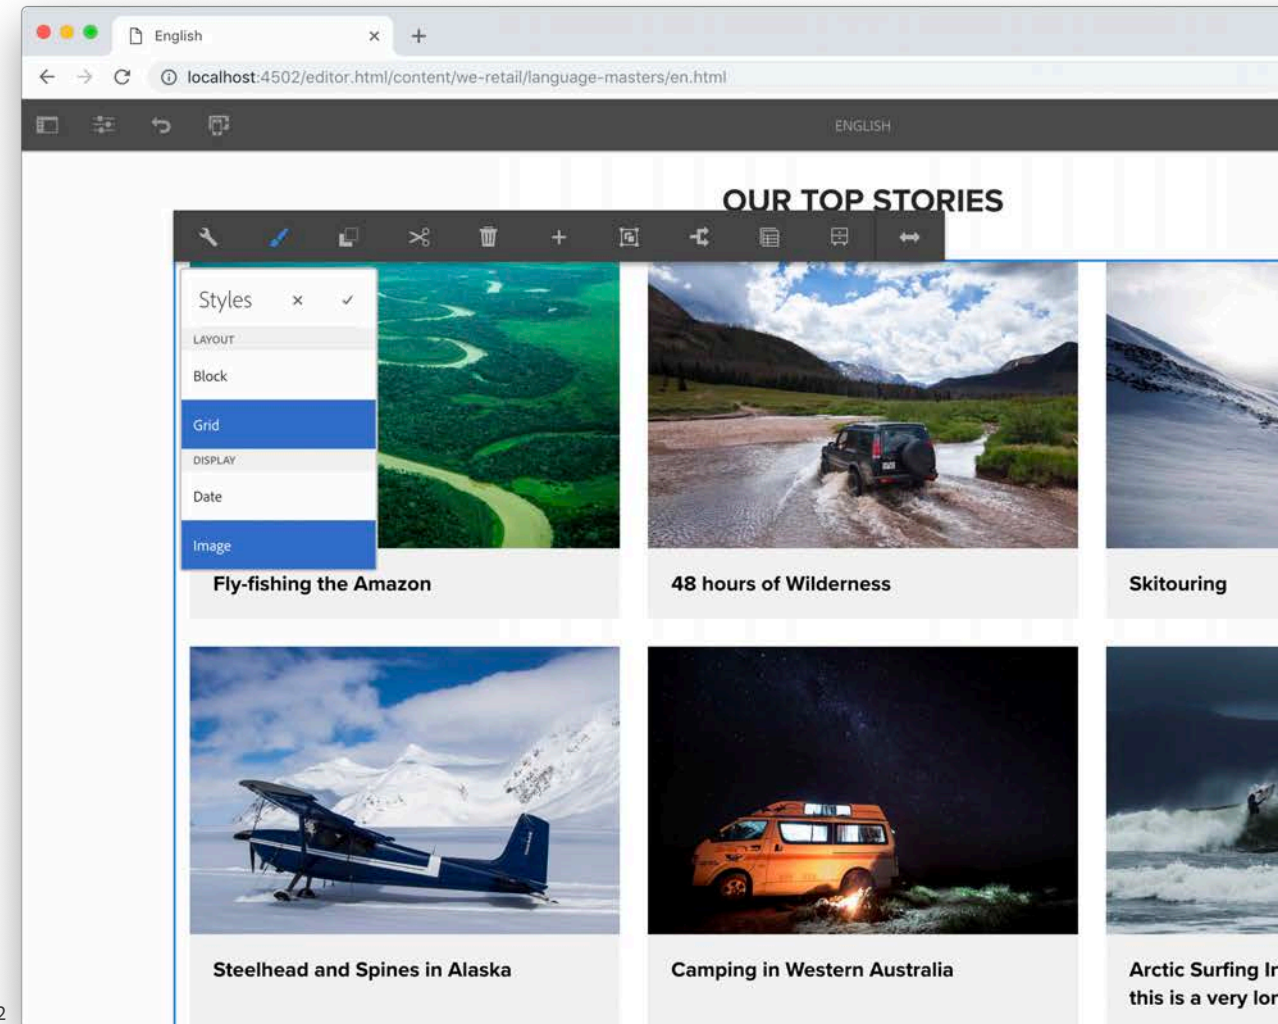 English
localhost:4502/editor.html/content/we-retail/language-masters/en.html
ENGLISH
OUR TOP STORIES
Styles
LAYOUT
Block
Grid
DISPLAY
Date
Image
Fly-fishing the Amazon
48 hours of Wilderness
Skitouring
Steelhead and Spines in Alaska
Camping in Western Australia
Arctic Surfing In
this is a very lon
2